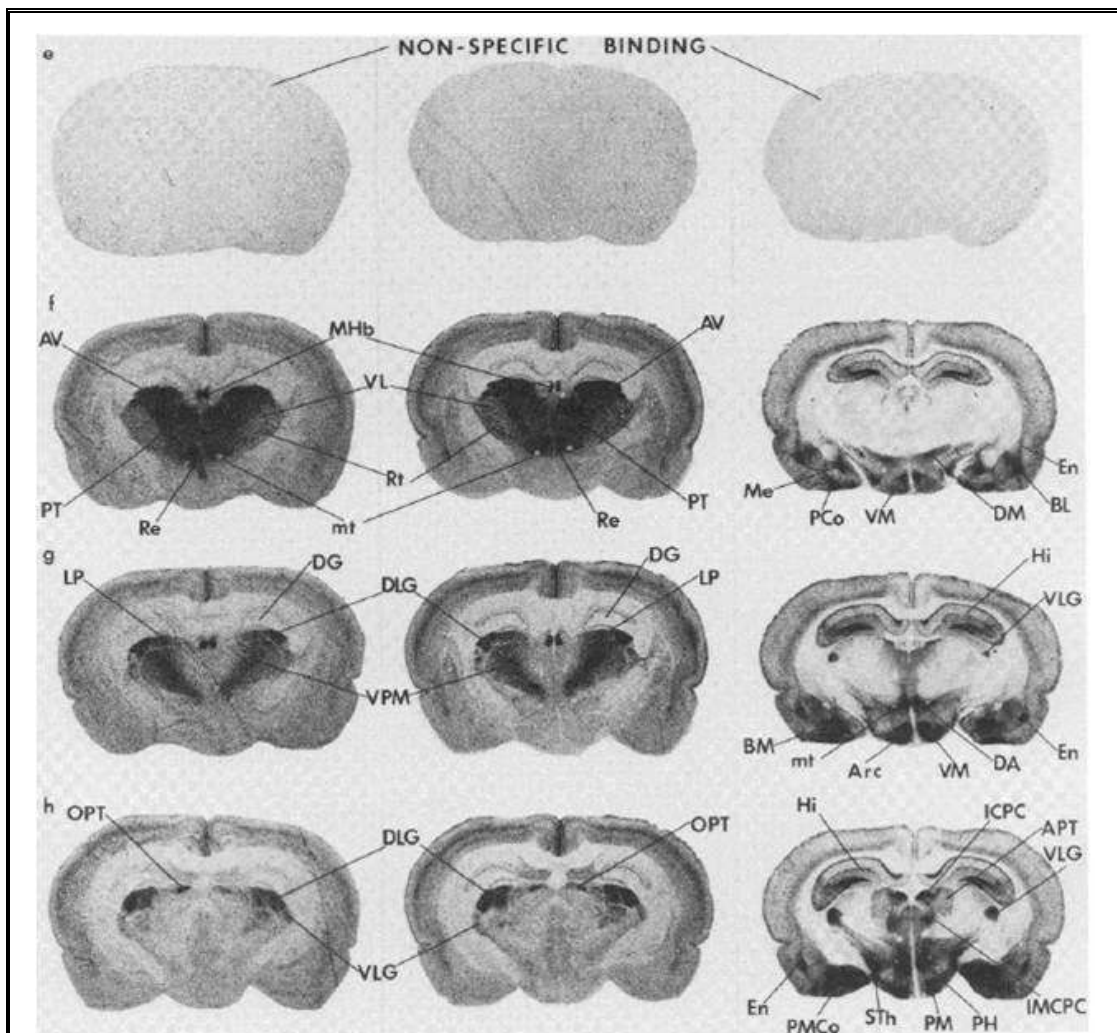 e
NON-SPECIFIC BINDING
f
AV MHb AV
VL
Rt En
PT Re mt Re PT Me PCo VM DM BL
g
LP DG DLG DG LP Hi
VLG
VPM
BM mt Arc VM DA En
h
OPT DLG OPT Hi ICPC APT
VLG
VLG
En PMCo STh PM PH IMCPC